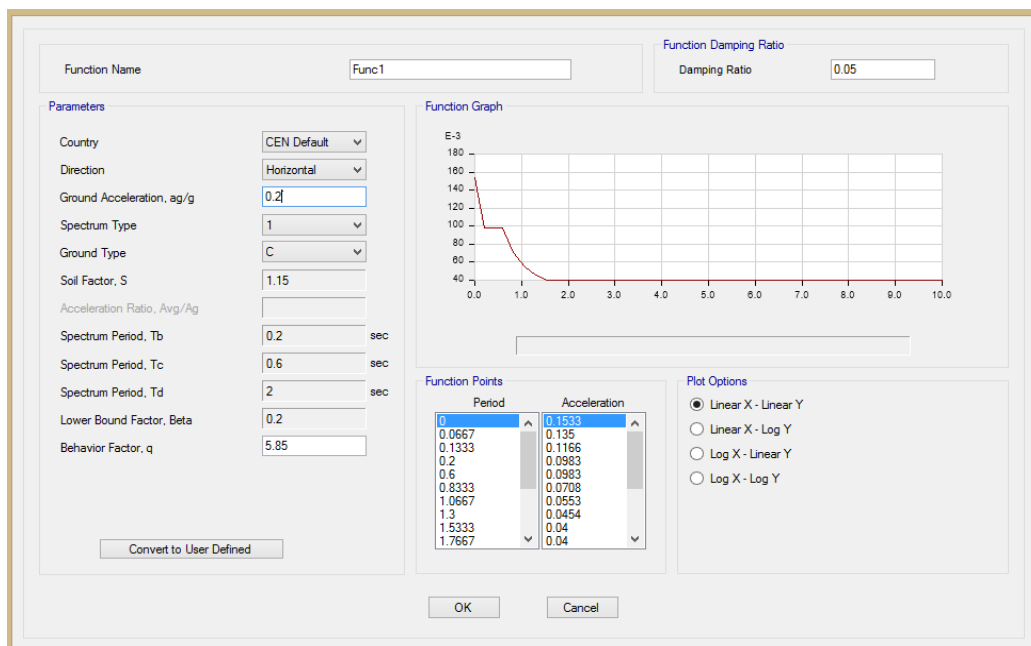 Function Name
Func1
Function Damping Ratio
Damping Ratio
0.05
Parameters
Country
CEN Default
Direction
Horizontal
Ground Acceleration, ag/g
0.2
Spectrum Type
1
Ground Type
C
Soil Factor, S
1.15
Acceleration Ratio, Avg/Ag
Spectrum Period, Tb
0.2
sec
Spectrum Period, Tc
0.6
sec
Spectrum Period, Td
2
sec
Lower Bound Factor, Beta
0.2
Behavior Factor, q
5.85
Convert to User Defined
Function Graph
E-3
180
160
140
120
100
80
60
40
0.0 1.0 2.0 3.0 4.0 5.0 6.0 7.0 8.0 9.0 10.0
Function Points
Period Acceleration
0 0.1533
0.0667 0.135
0.1333 0.1166
0.2 0.0983
0.6 0.0983
0.8333 0.0708
1.0667 0.0553
1.3 0.0454
1.5333 0.04
1.7667 0.04
Plot Options
Linear X - Linear Y
Linear X - Log Y
Log X - Linear Y
Log X - Log Y
OK
Cancel